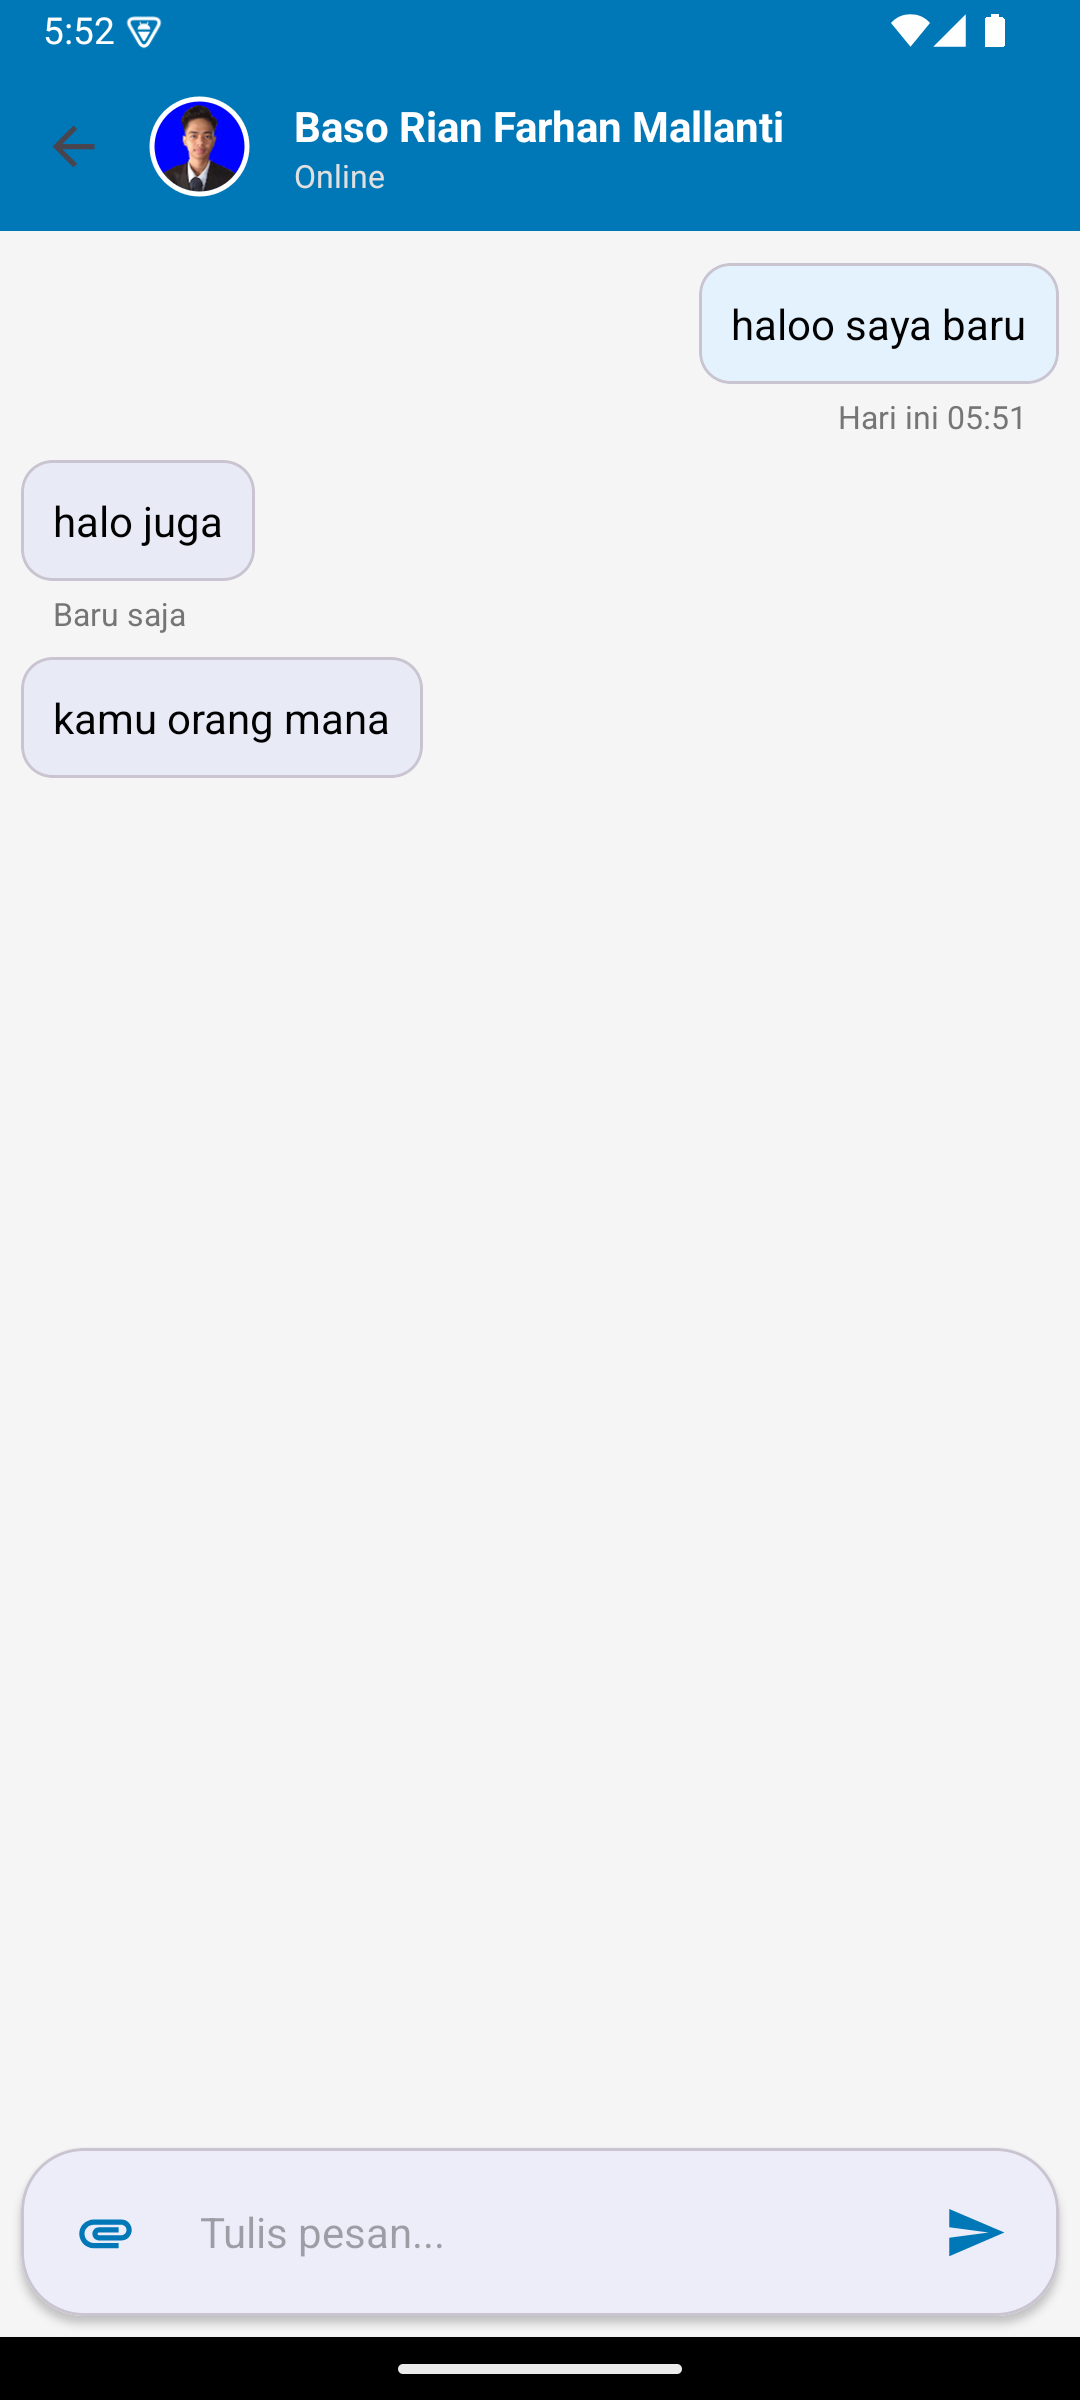 5:52
Baso Rian Farhan Mallanti
Online
haloo saya baru
Hari ini 05:51
halo juga
Baru saja
kamu orang mana
Tulis pesan...